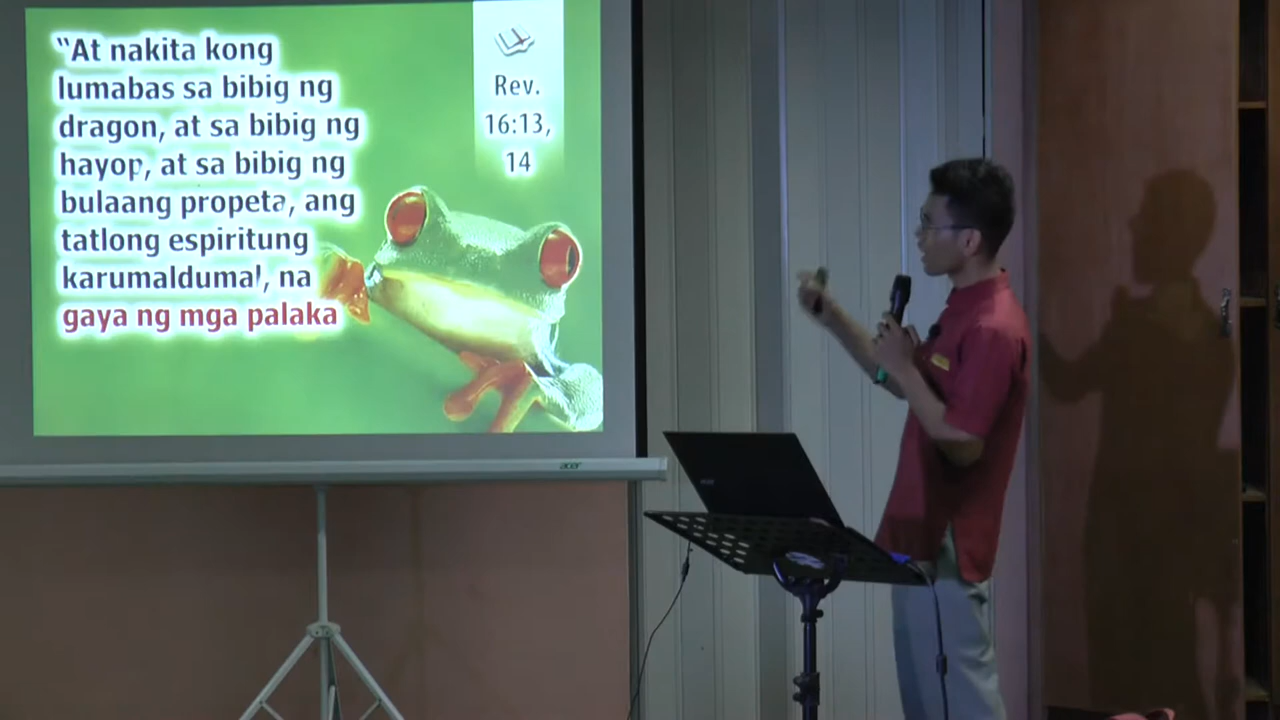 “At nakita kong
lumabas sa bibig ng
dragon, at sa bibig ng
hayop, at sa bibig ng
bulaang propeta, ang
tatlong espiritung
karumaldumal, na
gaya ng mga palaka
Rev.
16:13,
14
acer